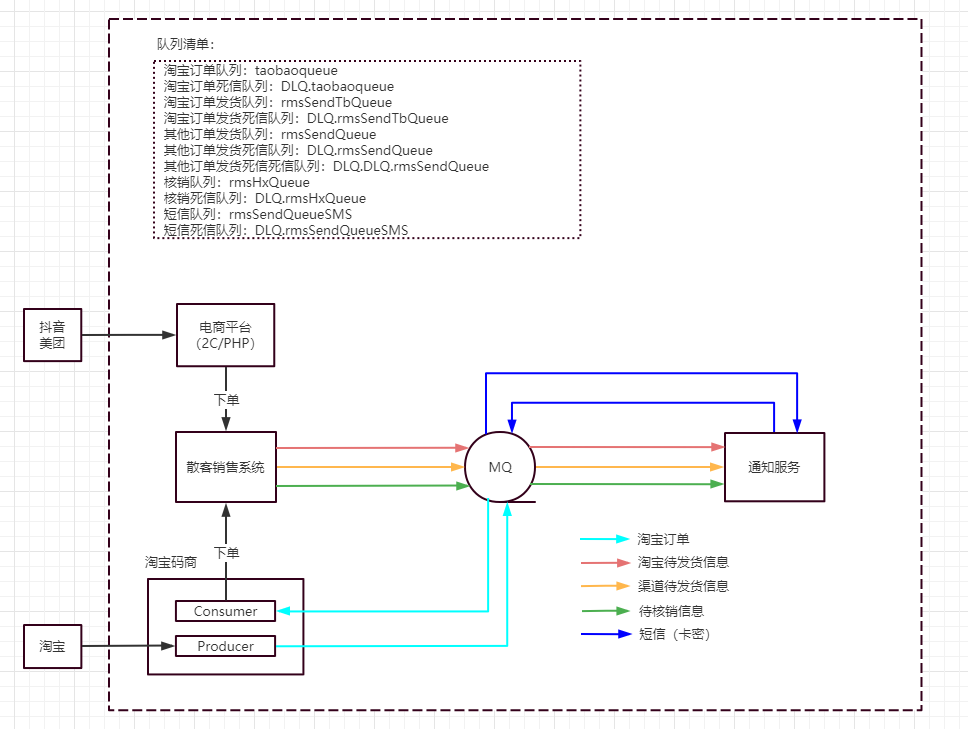 队列清单：
淘宝订单队列：taobaoqueue
淘宝订单死信队列：DLQ.taobaoqueue
淘宝订单发货队列：rmsSendTbQueue
淘宝订单发货死信队列：DLQ.rmsSendTbQueue
其他订单发货队列：rmsSendQueue
其他订单发货死信队列：DLQ.rmsSendQueue
其他订单发货死信死信队列：DLQ.DLQ.rmsSendQueue
核销队列：rmsHxQueue
核销死信队列：DLQ.rmsHxQueue
短信队列：rmsSendQueueSMS
短信死信队列：DLQ.rmsSendQueueSMS
抖音
美团
电商平台
（2C/PHP）
下单
散客销售系统
MQ
通知服务
下单
淘宝码商
Consumer
Producer
淘宝
淘宝订单
淘宝待发货信息
渠道待发货信息
待核销信息
短信（卡密）